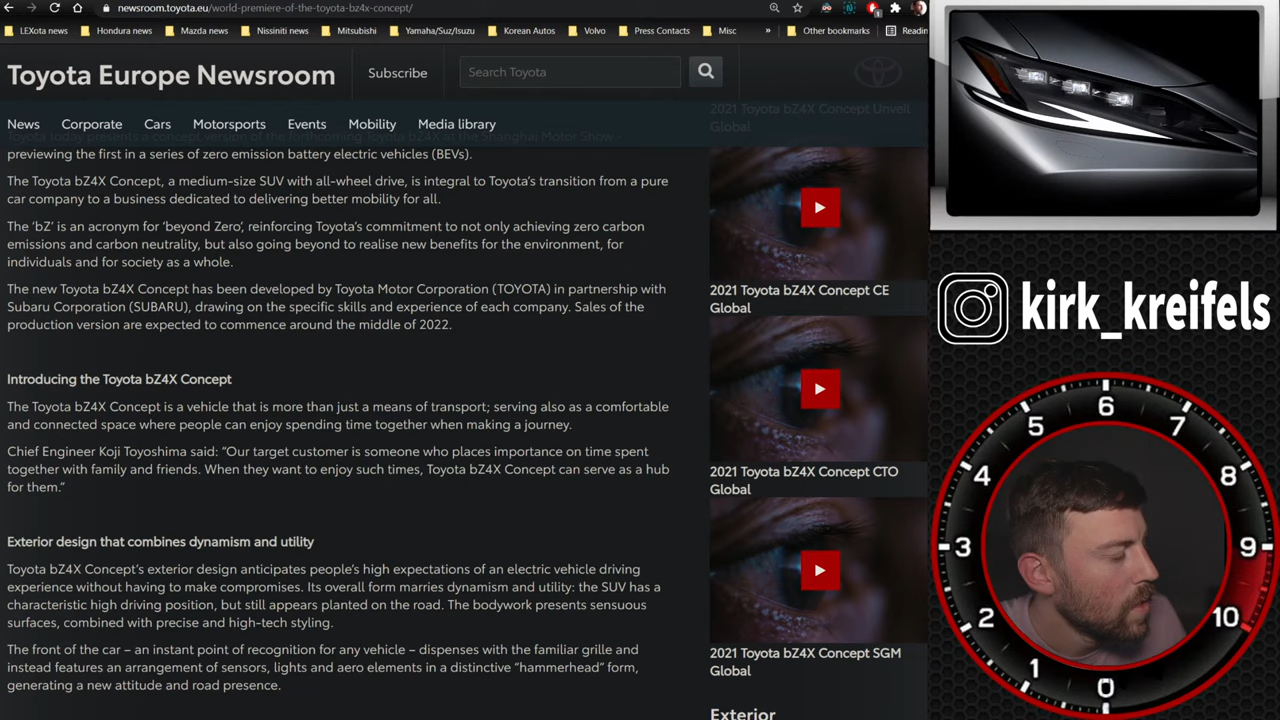 newsroom.toyota.eu/world-premiere-of-the-toyota-bz4x-concept/
LEXota news
Hondura news
Mazda news
Nissiniti news
Mitsibishi
Yamaha/Suz/Isuzu
Korean Autos
Volvo
Press Contacts
Misc
»
Other bookmarks
Readin
Toyota Europe Newsroom
Subscribe
Search Toyota
News
Corporate
Cars
Motorsports
Events
Mobility
Media library
Toyota today presents a concept version of the forthcoming Toyota bZ4X at the Shanghai Motor Show –
previewing the first in a series of zero emission battery electric vehicles (BEVs).
The Toyota bZ4X Concept, a medium-size SUV with all-wheel drive, is integral to Toyota’s transition from a pure
car company to a business dedicated to delivering better mobility for all.
The ‘bZ’ is an acronym for ‘beyond Zero’, reinforcing Toyota’s commitment to not only achieving zero carbon
emissions and carbon neutrality, but also going beyond to realise new benefits for the environment, for
individuals and for society as a whole.
The new Toyota bZ4X Concept has been developed by Toyota Motor Corporation (TOYOTA) in partnership with
Subaru Corporation (SUBARU), drawing on the specific skills and experience of each company. Sales of the
production version are expected to commence around the middle of 2022.
Introducing the Toyota bZ4X Concept
The Toyota bZ4X Concept is a vehicle that is more than just a means of transport; serving also as a comfortable
and connected space where people can enjoy spending time together when making a journey.
Chief Engineer Koji Toyoshima said: “Our target customer is someone who places importance on time spent
together with family and friends. When they want to enjoy such times, Toyota bZ4X Concept can serve as a hub
for them.”
Exterior design that combines dynamism and utility
Toyota bZ4X Concept’s exterior design anticipates people’s high expectations of an electric vehicle driving
experience without having to make compromises. Its overall form marries dynamism and utility: the SUV has a
characteristic high driving position, but still appears planted on the road. The bodywork presents sensuous
surfaces, combined with precise and high-tech styling.
The front of the car – an instant point of recognition for any vehicle – dispenses with the familiar grille and
instead features an arrangement of sensors, lights and aero elements in a distinctive “hammerhead” form,
generating a new attitude and road presence.
2021 Toyota bZ4X Concept Unveil
Global
2021 Toyota bZ4X Concept CE
Global
2021 Toyota bZ4X Concept CTO
Global
2021 Toyota bZ4X Concept SGM
Global
Exterior
kirk_kreifels
0
1
2
3
4
5
6
7
8
9
10